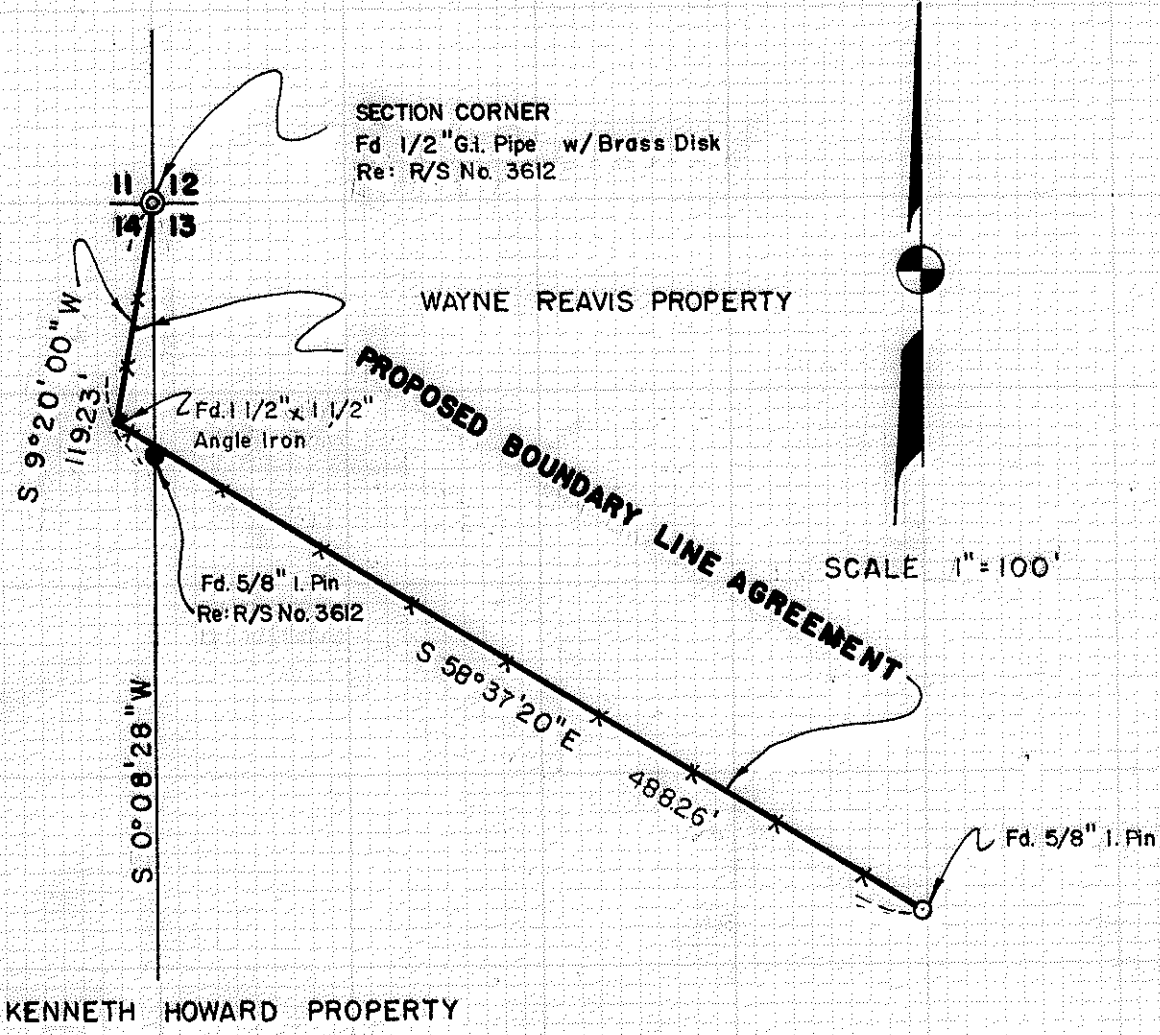 SECTION CORNER
Fd 1/2" G.I. Pipe w/Brass Disk
Re: R/S No. 3612
11 12
14 13
WAYNE REAVIS PROPERTY
S 9°20'00" W
119.23'
PROPOSED BOUNDARY LINE AGREEMENT
Fd. 1 1/2" x 1 1/2"
Angle Iron
SCALE 1"=100'
Fd. 5/8" I. Pin
Re: R/S No. 3612
S 58°37'20" E
488.26'
S 0°08'28" W
Fd. 5/8" I. Pin
KENNETH HOWARD PROPERTY